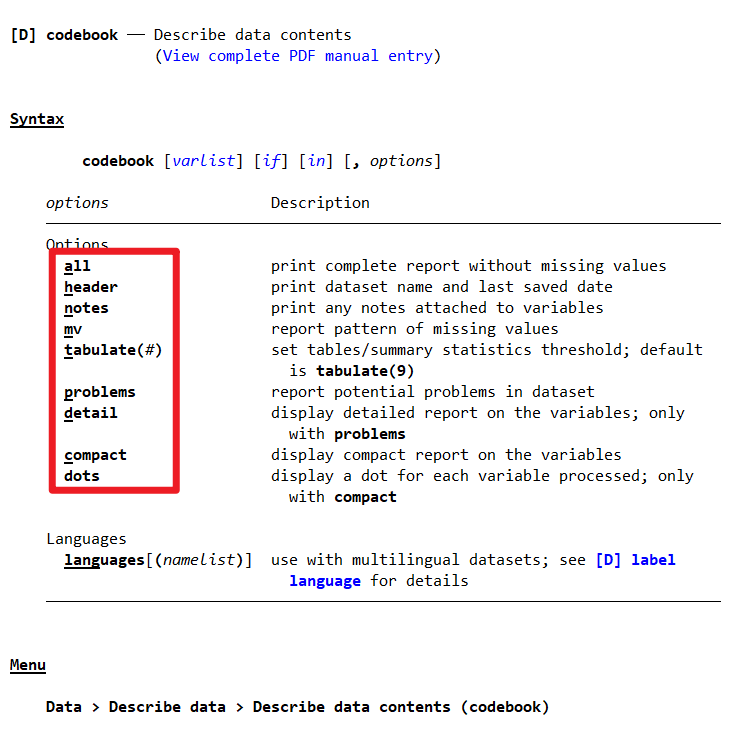 [D] codebook — Describe data contents
(View complete PDF manual entry)
Syntax
codebook [varlist] [if] [in] [, options]
options Description
Options
all print complete report without missing values
header print dataset name and last saved date
notes print any notes attached to variables
mv report pattern of missing values
tabulate(#) set tables/summary statistics threshold; default
is tabulate(9)
problems report potential problems in dataset
detail display detailed report on the variables; only
with problems
compact display compact report on the variables
dots display a dot for each variable processed; only
with compact
Languages
languages[(namelist)] use with multilingual datasets; see [D] label
language for details
Menu
Data > Describe data > Describe data contents (codebook)